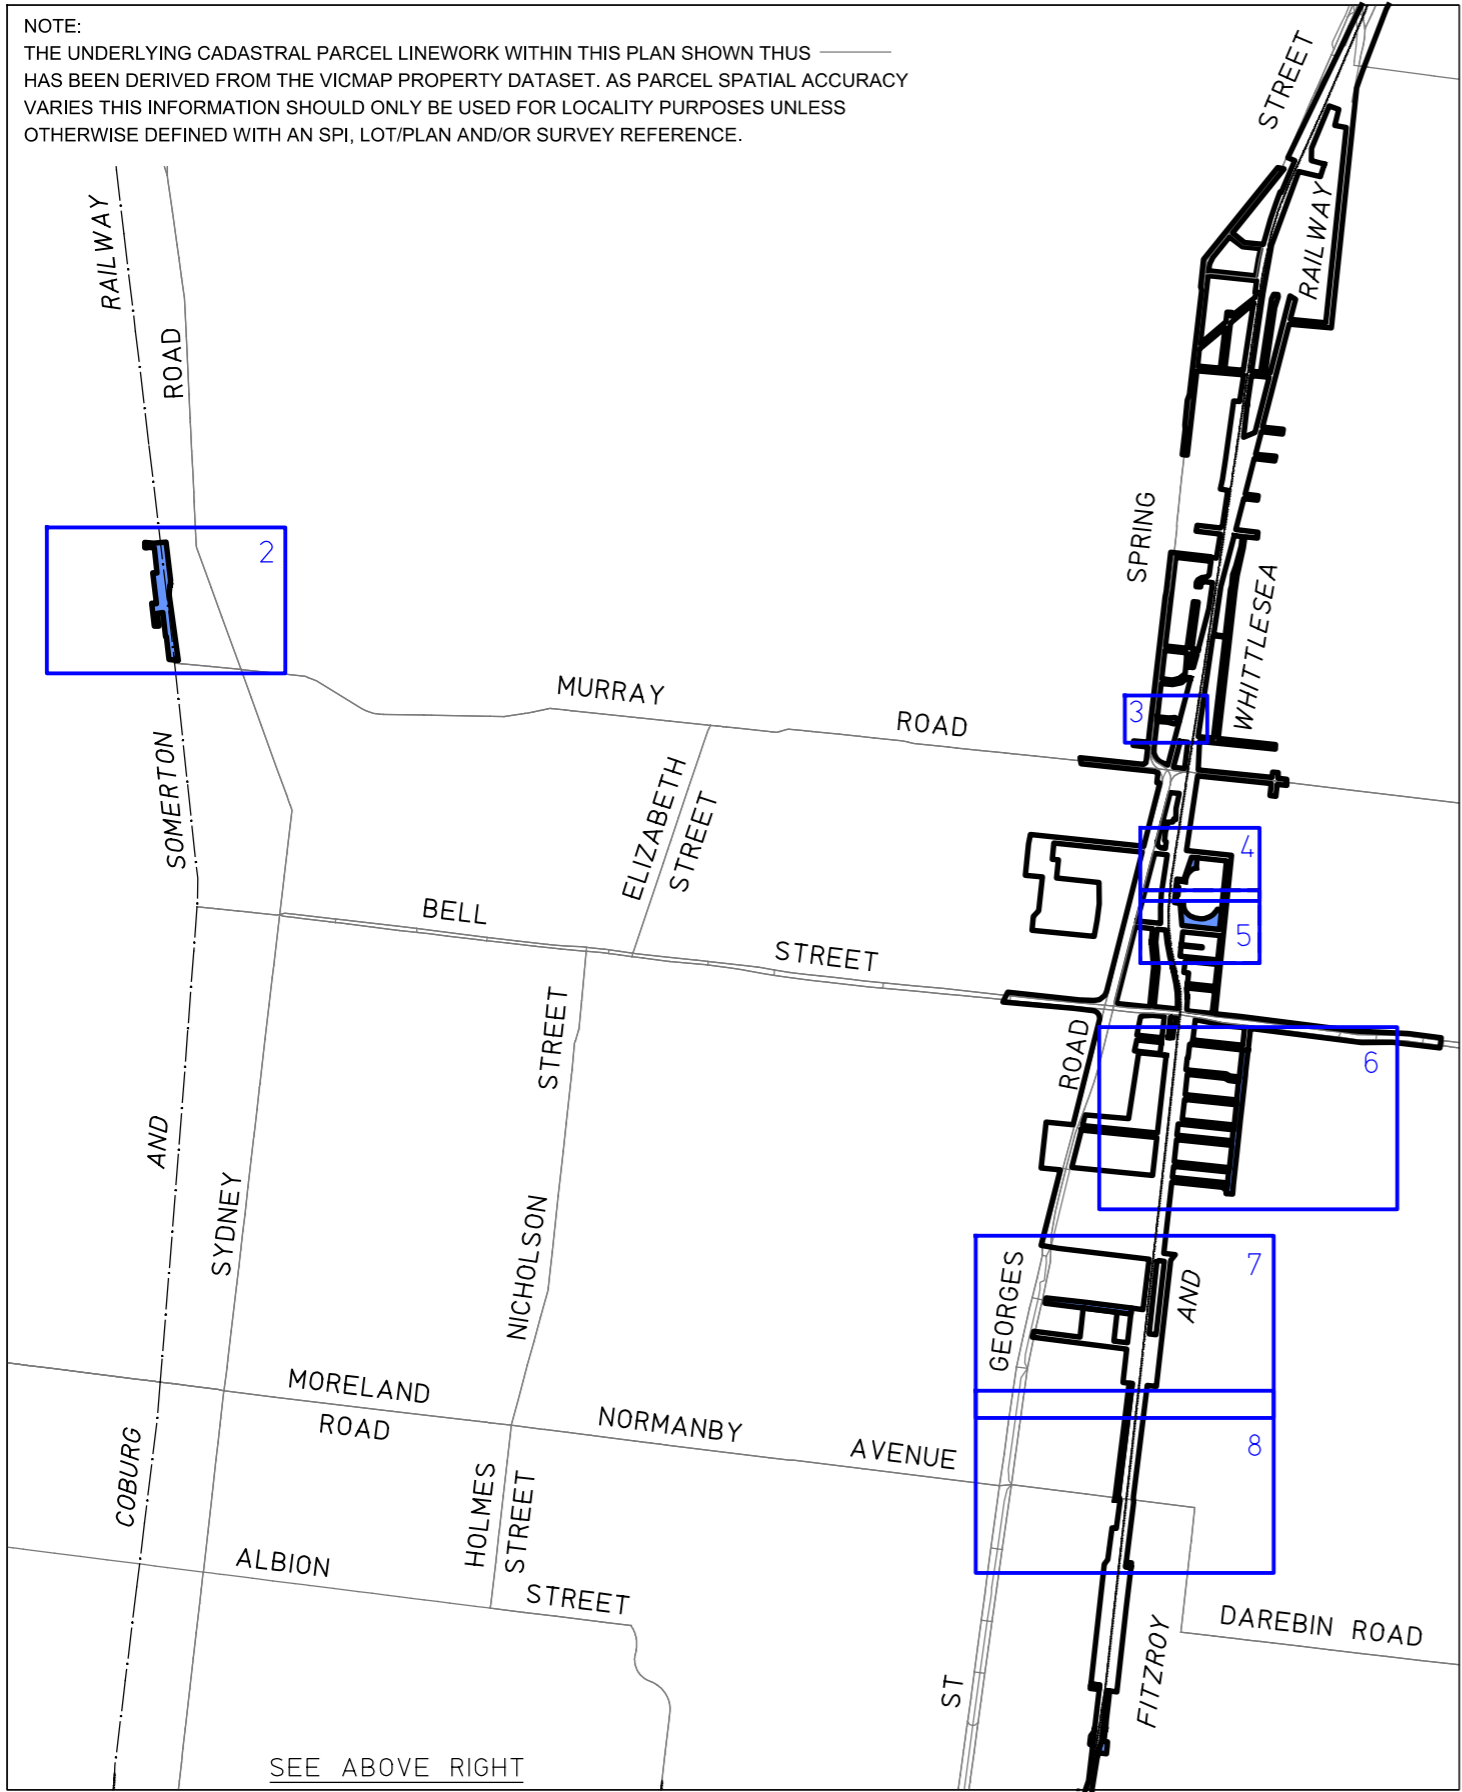 NOTE:
THE UNDERLYING CADASTRAL PARCEL LINEWORK WITHIN THIS PLAN SHOWN THUS
HAS BEEN DERIVED FROM THE VICMAP PROPERTY DATASET. AS PARCEL SPATIAL ACCURACY
VARIES THIS INFORMATION SHOULD ONLY BE USED FOR LOCALITY PURPOSES UNLESS
OTHERWISE DEFINED WITH AN SPI, LOT/PLAN AND/OR SURVEY REFERENCE.
STREET
RAILWAY
RAILWAY
ROAD
SPRING
2
WHITTLESEA
MURRAY
ROAD
3
SOMERTON
ELIZABETH
STREET
4
BELL
STREET
5
STREET
ROAD
6
AND
SYDNEY
NICHOLSON
GEORGES
7
AND
MORELAND
ROAD
NORMANBY
AVENUE
8
COBURG
HOLMES
STREET
ALBION
STREET
DAREBIN ROAD
FITZROY
ST
SEE ABOVE RIGHT